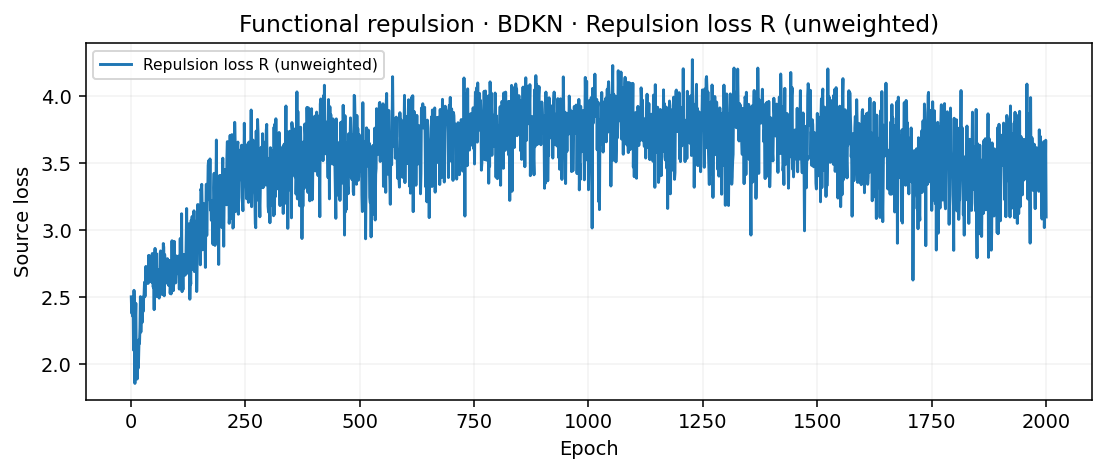 Functional repulsion · BDKN · Repulsion loss R (unweighted)
Repulsion loss R (unweighted)
Source loss
4.0
3.5
3.0
2.5
2.0
0 250 500 750 1000 1250 1500 1750 2000
Epoch